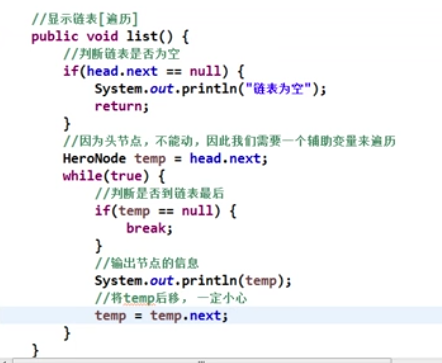 //显示链表[遍历]
public void list() {
//判断链表是否为空
if(head.next == null) {
System.out.println("链表为空");
return;
}
//因为头节点，不能动，因此我们需要一个辅助变量来遍历
HeroNode temp = head.next;
while(true) {
//判断是否到链表最后
if(temp == null) {
break;
}
//输出节点的信息
System.out.println(temp);
//将temp后移， 一定小心
temp = temp.next;
}
}